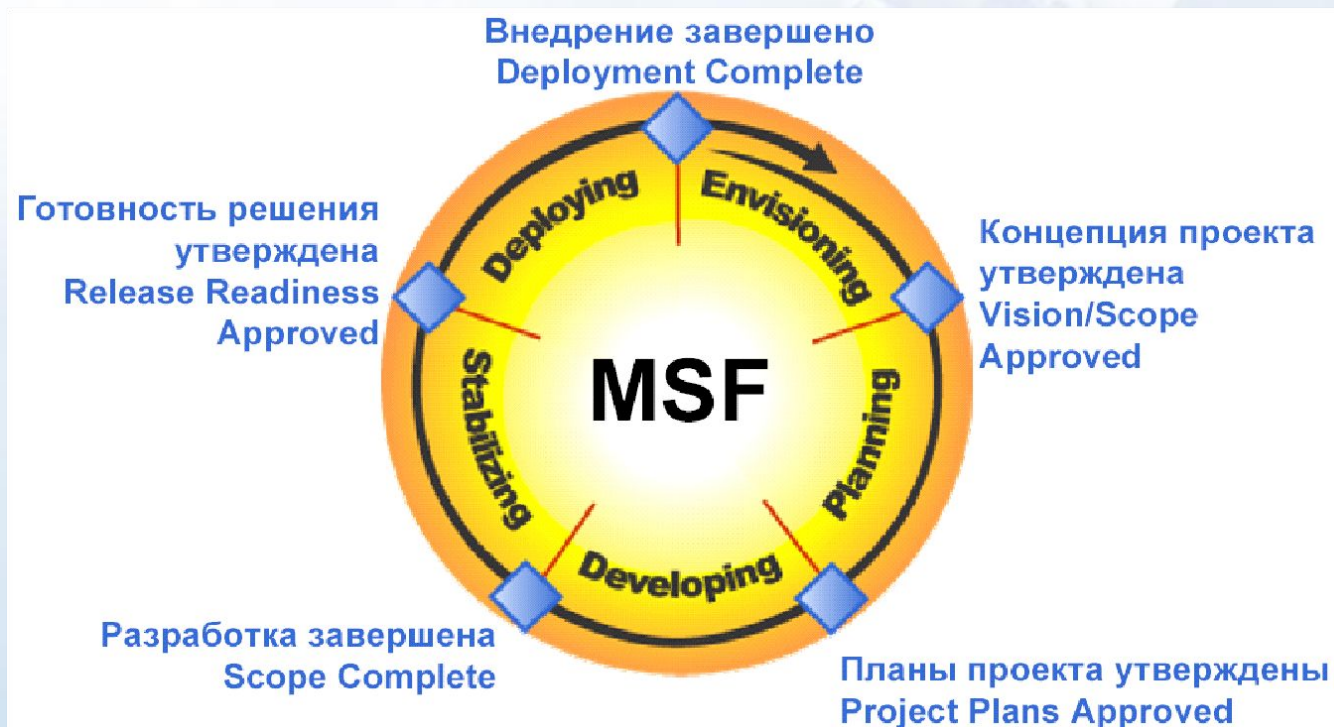 Внедрение завершено
Deployment Complete
Deploying
Envisioning
Готовность решения
утверждена
Release Readiness
Approved
Концепция проекта
утверждена
Vision/Scope
Approved
MSF
Stabilizing
Planning
Developing
Разработка завершена
Scope Complete
Планы проекта утверждены
Project Plans Approved